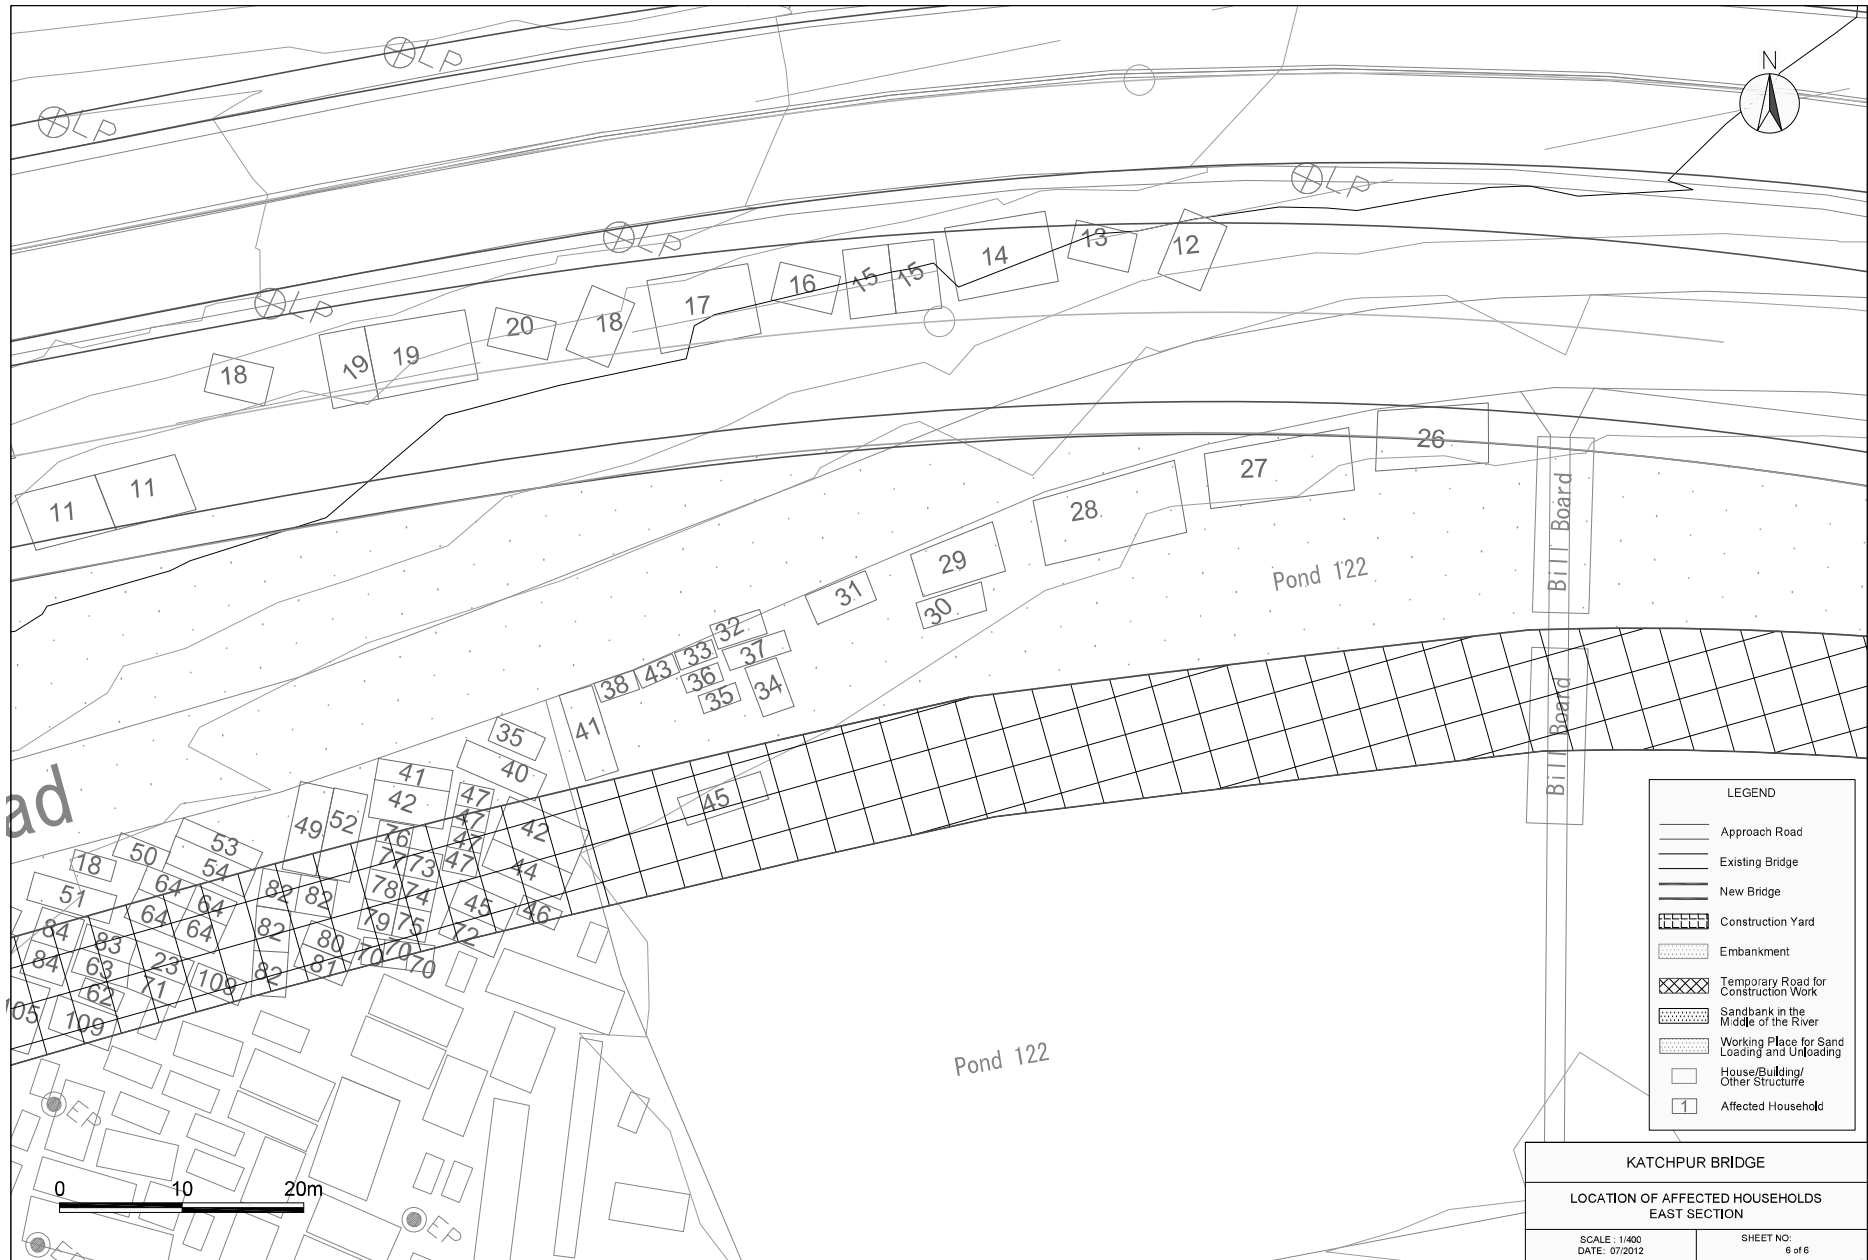 LP
N
LP
LP
LP
LP
12
13
14
15
15
16
17
18
20
19
19
18
11
11
26
27
28
29
30
31
32
33
37
43
36
38
35
34
41
Bill Board
Pond 122
Bill Board
35
40
41
42
47
47
47
47
42
44
45
45
46
72
49
52
76
77
73
78
74
79
75
70
70
70
ad
53
54
50
18
51
64
64
64
64
82
82
82
82
80
81
84
84
83
63
62
23
71
109
109
105
Pond 122
EP
EP
0 10 20m
LEGEND
Approach Road
Existing Bridge
New Bridge
Construction Yard
Embankment
Temporary Road for
Construction Work
Sandbank in the
Middle of the River
Working Place for Sand
Loading and Unloading
House/Building/
Other Structure
1 Affected Household
KATCHPUR BRIDGE
LOCATION OF AFFECTED HOUSEHOLDS
EAST SECTION
SCALE : 1/400
DATE: 07/2012
SHEET NO:
6 of 6